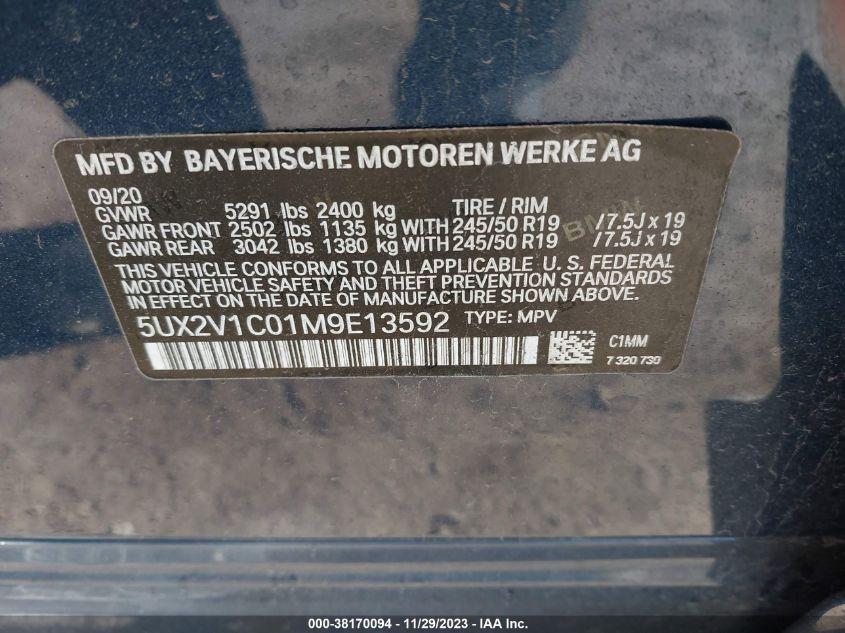 MFD BY BAYERISCHE MOTOREN WERKE AG
09/20
GVWR 5291 lbs 2400 kg TIRE / RIM
GAWR FRONT 2502 lbs 1135 kg WITH 245/50 R19 /7.5J x 19
GAWR REAR 3042 lbs 1380 kg WITH 245/50 R19 /7.5J x 19
BMW
THIS VEHICLE CONFORMS TO ALL APPLICABLE U. S. FEDERAL
MOTOR VEHICLE SAFETY AND THEFT PREVENTION STANDARDS
IN EFFECT ON THE DATE OF MANUFACTURE SHOWN ABOVE.
5UX2V1C01M9E13592 TYPE: MPV
C1MM
7 320 730
000-38170094 - 11/29/2023 - IAA Inc.